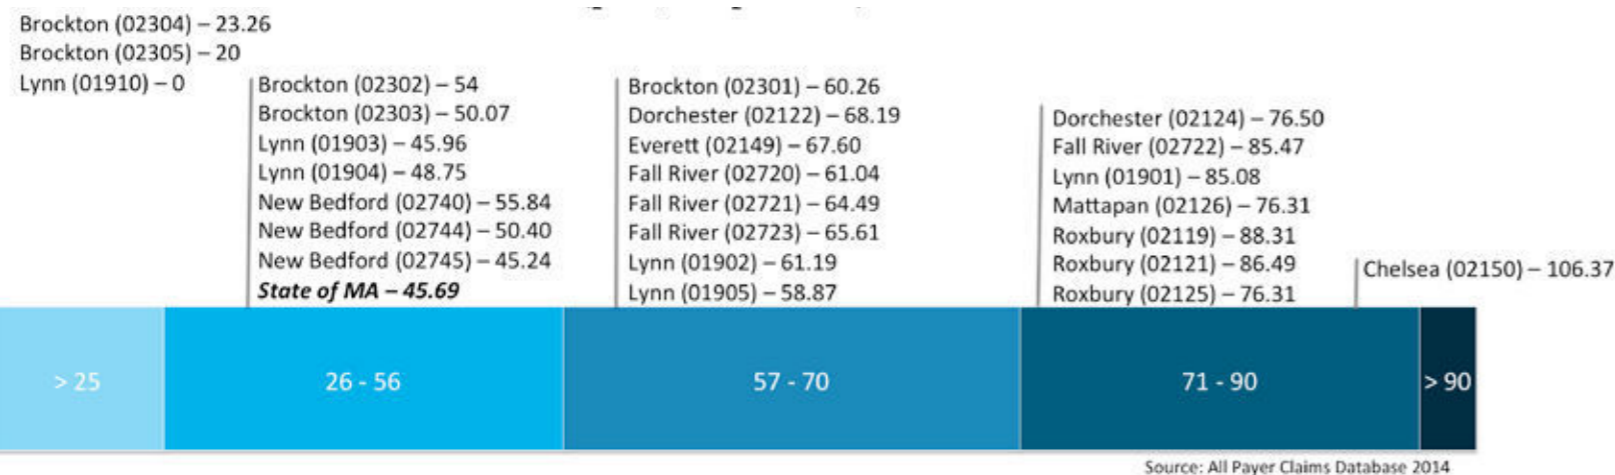 Brockton (02304) – 23.26
Brockton (02305) – 20
Lynn (01910) – 0
Brockton (02302) – 54
Brockton (02303) – 50.07
Lynn (01903) – 45.96
Lynn (01904) – 48.75
New Bedford (02740) – 55.84
New Bedford (02744) – 50.40
New Bedford (02745) – 45.24
State of MA – 45.69
Brockton (02301) – 60.26
Dorchester (02122) – 68.19
Everett (02149) – 67.60
Fall River (02720) – 61.04
Fall River (02721) – 64.49
Fall River (02723) – 65.61
Lynn (01902) – 61.19
Lynn (01905) – 58.87
Dorchester (02124) – 76.50
Fall River (02722) – 85.47
Lynn (01901) – 85.08
Mattapan (02126) – 76.31
Roxbury (02119) – 88.31
Roxbury (02121) – 86.49
Roxbury (02125) – 76.31
Chelsea (02150) – 106.37
> 25
26 - 56
57 - 70
71 - 90
> 90
Source: All Payer Claims Database 2014